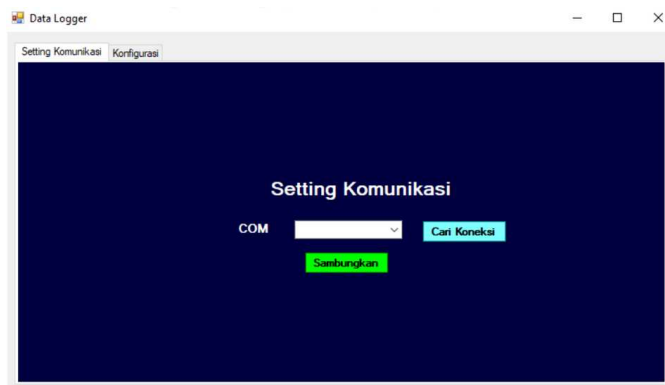 Data Logger
Setting Komunikasi Konfigurasi
Setting Komunikasi
COM Cari Koneksi
Sambungkan